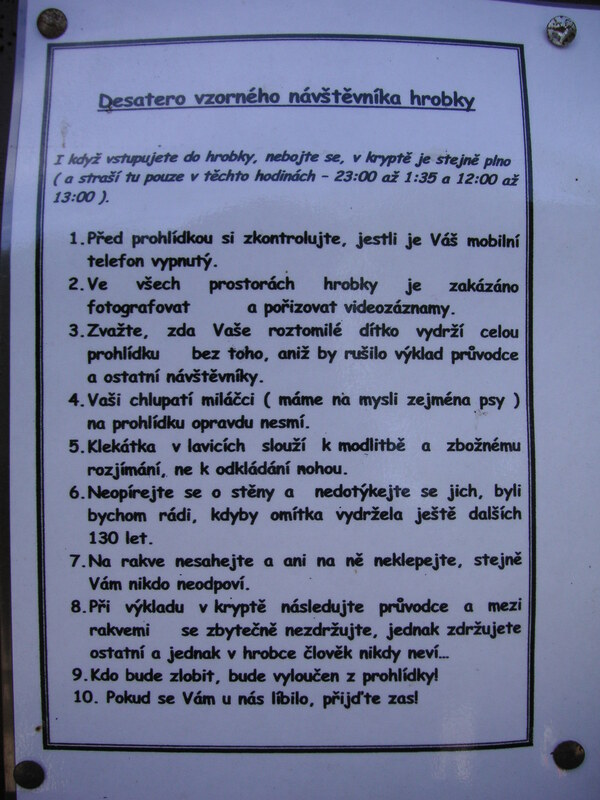 Desatero vzorného návštěvníka hrobky
I když vstupujete do hrobky, nebojte se, v kryptě je stejně plno
( a straší tu pouze v těchto hodinách – 23:00 až 1:35 a 12:00 až
13:00 ).
1. Před prohlídkou si zkontrolujte, jestli je Váš mobilní
telefon vypnutý.
2. Ve všech prostorách hrobky je zakázáno
fotografovat a pořizovat videozáznamy.
3. Zvažte, zda Vaše roztomilé dítko vydrží celou
prohlídku bez toho, aniž by rušilo výklad průvodce
a ostatní návštěvníky.
4. Vaši chlupatí miláčci ( máme na mysli zejména psy )
na prohlídku opravdu nesmí.
5. Klekátka v lavicích slouží k modlitbě a zbožnému
rozjímání, ne k odkládání nohou.
6. Neopírejte se o stěny a nedotýkejte se jich, byli
bychom rádi, kdyby omítka vydržela ještě dalších
130 let.
7. Na rakve nesahejte a ani na ně neklepejte, stejně
Vám nikdo neodpoví.
8. Při výkladu v kryptě následujte průvodce a mezi
rakvemi se zbytečně nezdržujte, jednak zdržujete
ostatní a jednak v hrobce člověk nikdy neví…
9. Kdo bude zlobit, bude vyloučen z prohlídky!
10. Pokud se Vám u nás líbilo, přijďte zas!